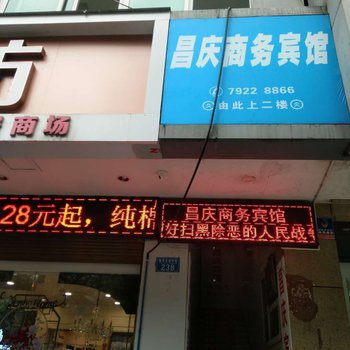 昌庆商务宾馆
7922 8866
由此上二楼
方
商场
28元起，纯棉
昌庆商务宾馆
好扫黑除恶的人民战争
238